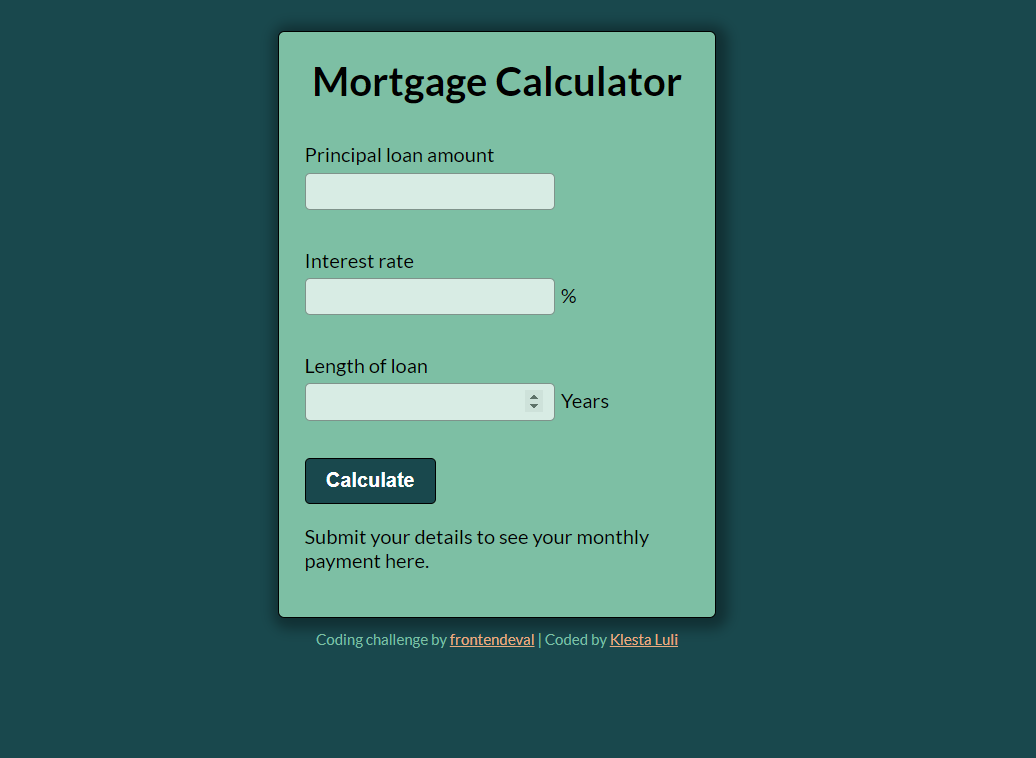 Mortgage Calculator
Principal loan amount
Interest rate
%
Length of loan
Years
Calculate
Submit your details to see your monthly
payment here.
Coding challenge by frontendeval | Coded by Klesta Luli